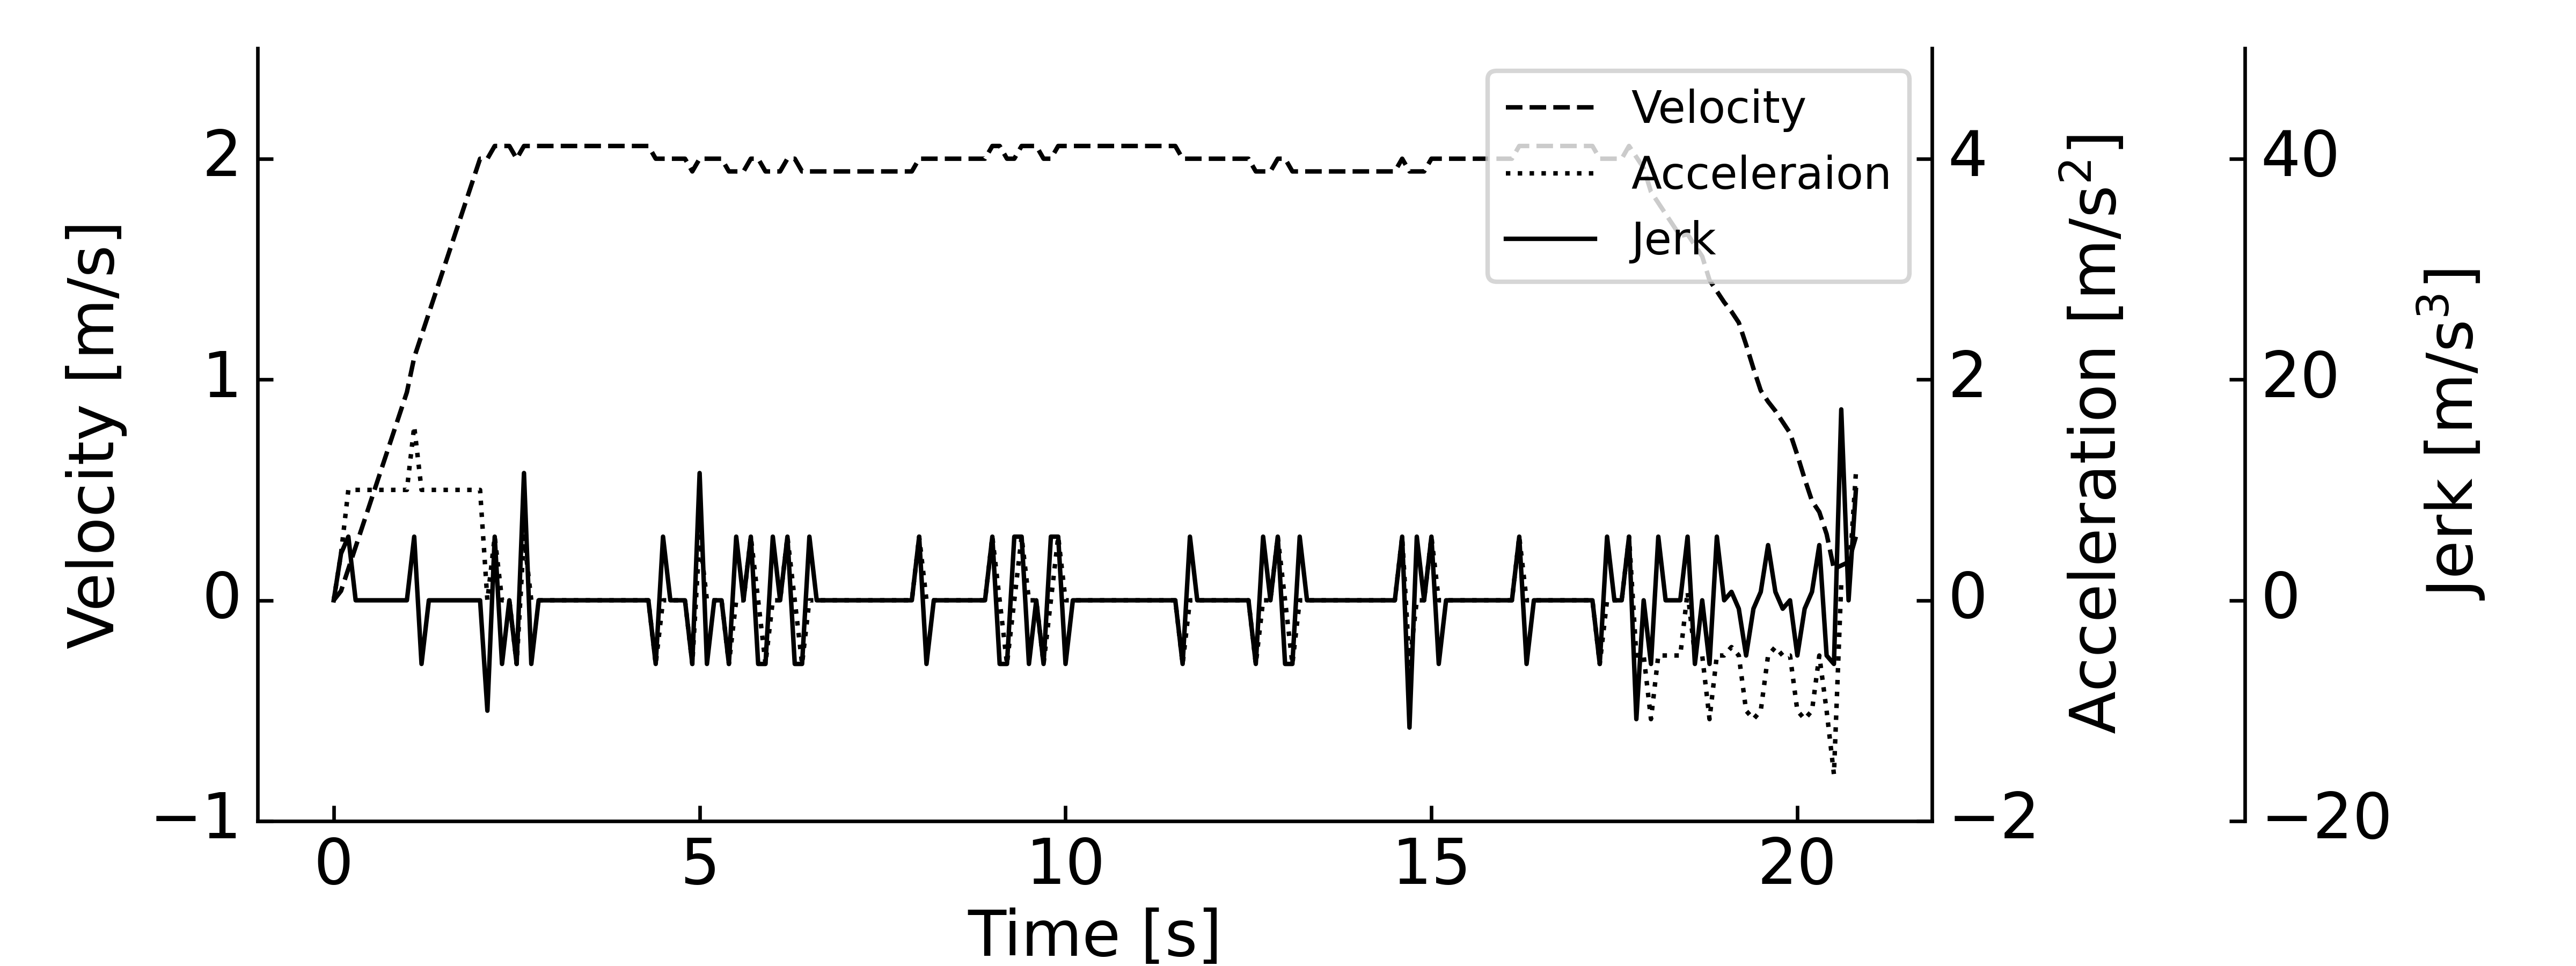 Velocity [m/s]
2
1
0
−1
0
5
10
15
20
Time [s]
Velocity
Acceleraion
Jerk
4
2
0
−2
Acceleration [m/s²]
40
20
0
−20
Jerk [m/s³]